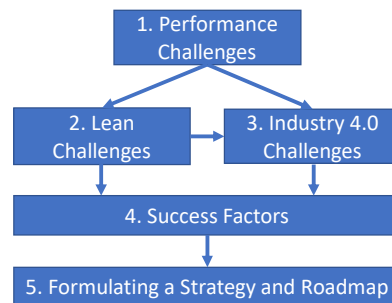 1. Performance
Challenges
2. Lean
Challenges
3. Industry 4.0
Challenges
4. Success Factors
5. Formulating a Strategy and Roadmap